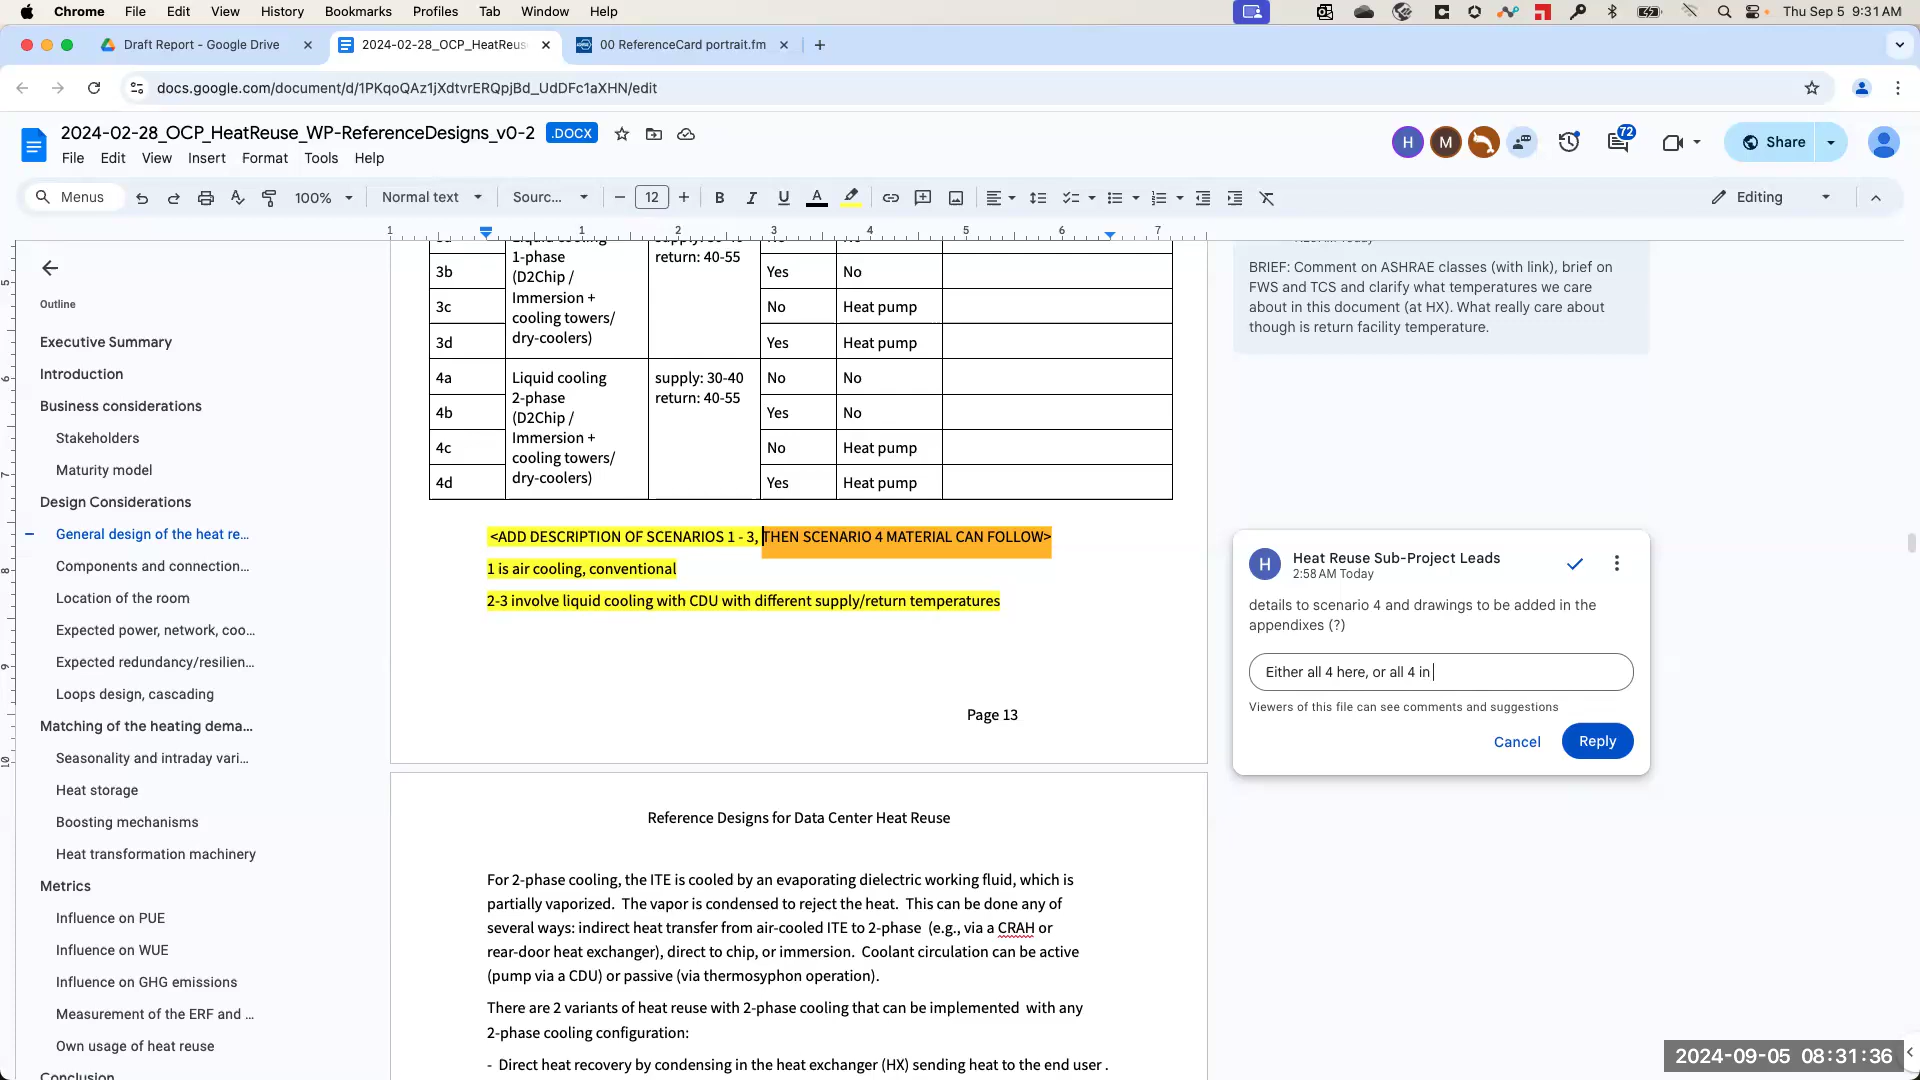 Chrome File Edit View History Bookmarks Profiles Tab Window Help Thu Sep 5 9:31 AM
Draft Report - Google Drive 2024-02-28_OCP_HeatReus 00 ReferenceCard portrait.fm
docs.google.com/document/d/1PKqoQAz1jXdtvrERQpjBd_UdDFc1aXHN/edit
2024-02-28_OCP_HeatReuse_WP-ReferenceDesigns_v0-2 .DOCX
H M 72 Share
File Edit View Insert Format Tools Help
Menus 100% Normal text Sourc... 12 B I U A Editing
1 1 2 3 4 5 6 7
Outline
Executive Summary
Introduction
Business considerations
Stakeholders
Maturity model
Design Considerations
General design of the heat re...
Components and connection...
Location of the room
Expected power, network, coo...
Expected redundancy/resilien...
Loops design, cascading
Matching of the heating dema...
Seasonality and intraday vari...
Heat storage
Boosting mechanisms
Heat transformation machinery
Metrics
Influence on PUE
Influence on WUE
Influence on GHG emissions
Measurement of the ERF and ...
Own usage of heat reuse
Conclusion
1-phase return: 40-55
3b (D2Chip / Yes No
Immersion +
3c cooling towers/ No Heat pump
3d dry-coolers) Yes Heat pump
4a Liquid cooling supply: 30-40 No No
2-phase return: 40-55
4b (D2Chip / Yes No
Immersion +
4c cooling towers/ No Heat pump
4d dry-coolers) Yes Heat pump
<ADD DESCRIPTION OF SCENARIOS 1 - 3, THEN SCENARIO 4 MATERIAL CAN FOLLOW>
1 is air cooling, conventional
2-3 involve liquid cooling with CDU with different supply/return temperatures
Page 13
Reference Designs for Data Center Heat Reuse
For 2-phase cooling, the ITE is cooled by an evaporating dielectric working fluid, which is
partially vaporized. The vapor is condensed to reject the heat. This can be done any of
several ways: indirect heat transfer from air-cooled ITE to 2-phase (e.g., via a CRAH or
rear-door heat exchanger), direct to chip, or immersion. Coolant circulation can be active
(pump via a CDU) or passive (via thermosyphon operation).
There are 2 variants of heat reuse with 2-phase cooling that can be implemented with any
2-phase cooling configuration:
- Direct heat recovery by condensing in the heat exchanger (HX) sending heat to the end user .
BRIEF: Comment on ASHRAE classes (with link), brief on
FWS and TCS and clarify what temperatures we care
about in this document (at HX). What really care about
though is return facility temperature.
H Heat Reuse Sub-Project Leads
2:58 AM Today
details to scenario 4 and drawings to be added in the
appendixes (?)
Either all 4 here, or all 4 in
Viewers of this file can see comments and suggestions
Cancel Reply
2024-09-05 08:31:36